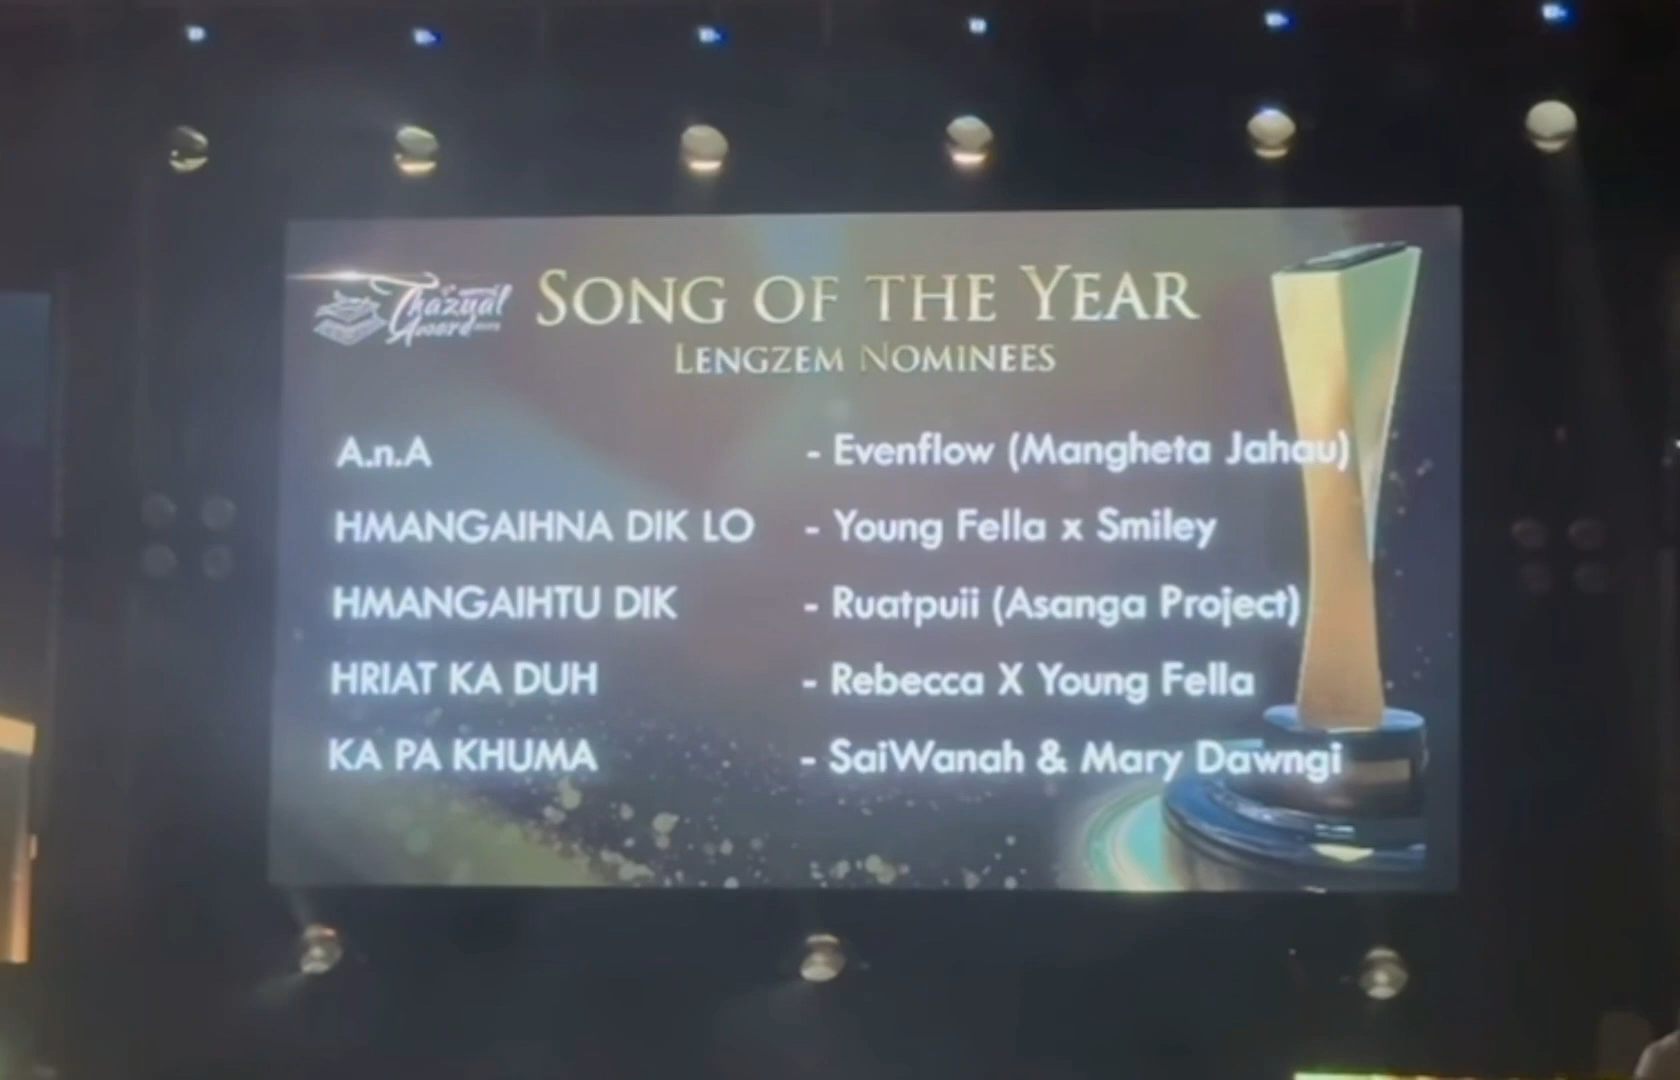 Thazual
Award
SONG OF THE YEAR
LENGZEM NOMINEES
A.n.A - Evenflow (Mangheta Jahau)
HMANGAIHNA DIK LO - Young Fella x Smiley
HMANGAIHTU DIK - Ruatpuii (Asanga Project)
HRIAT KA DUH - Rebecca X Young Fella
KA PA KHUMA - SaiWanah & Mary Dawngi